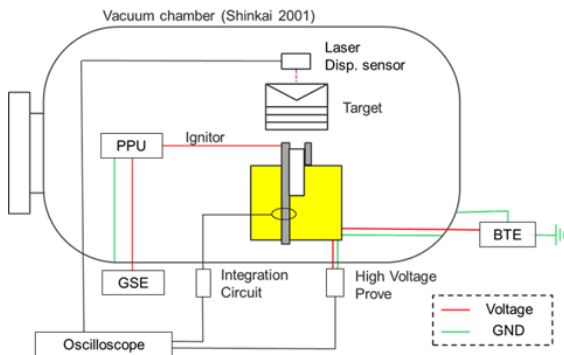 Vacuum chamber (Shinkai 2001)
Laser
Disp. sensor
Target
PPU
Ignitor
BTE
GSE
Integration
Circuit
High Voltage
Prove
Voltage
GND
Oscilloscope